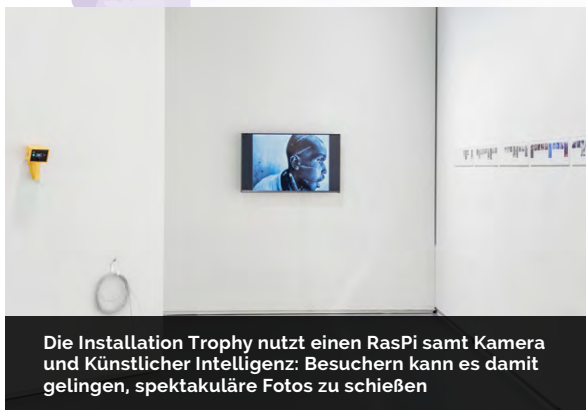 Die Installation Trophy nutzt einen RasPi samt Kamera
und Künstlicher Intelligenz: Besuchern kann es damit
gelingen, spektakuläre Fotos zu schießen